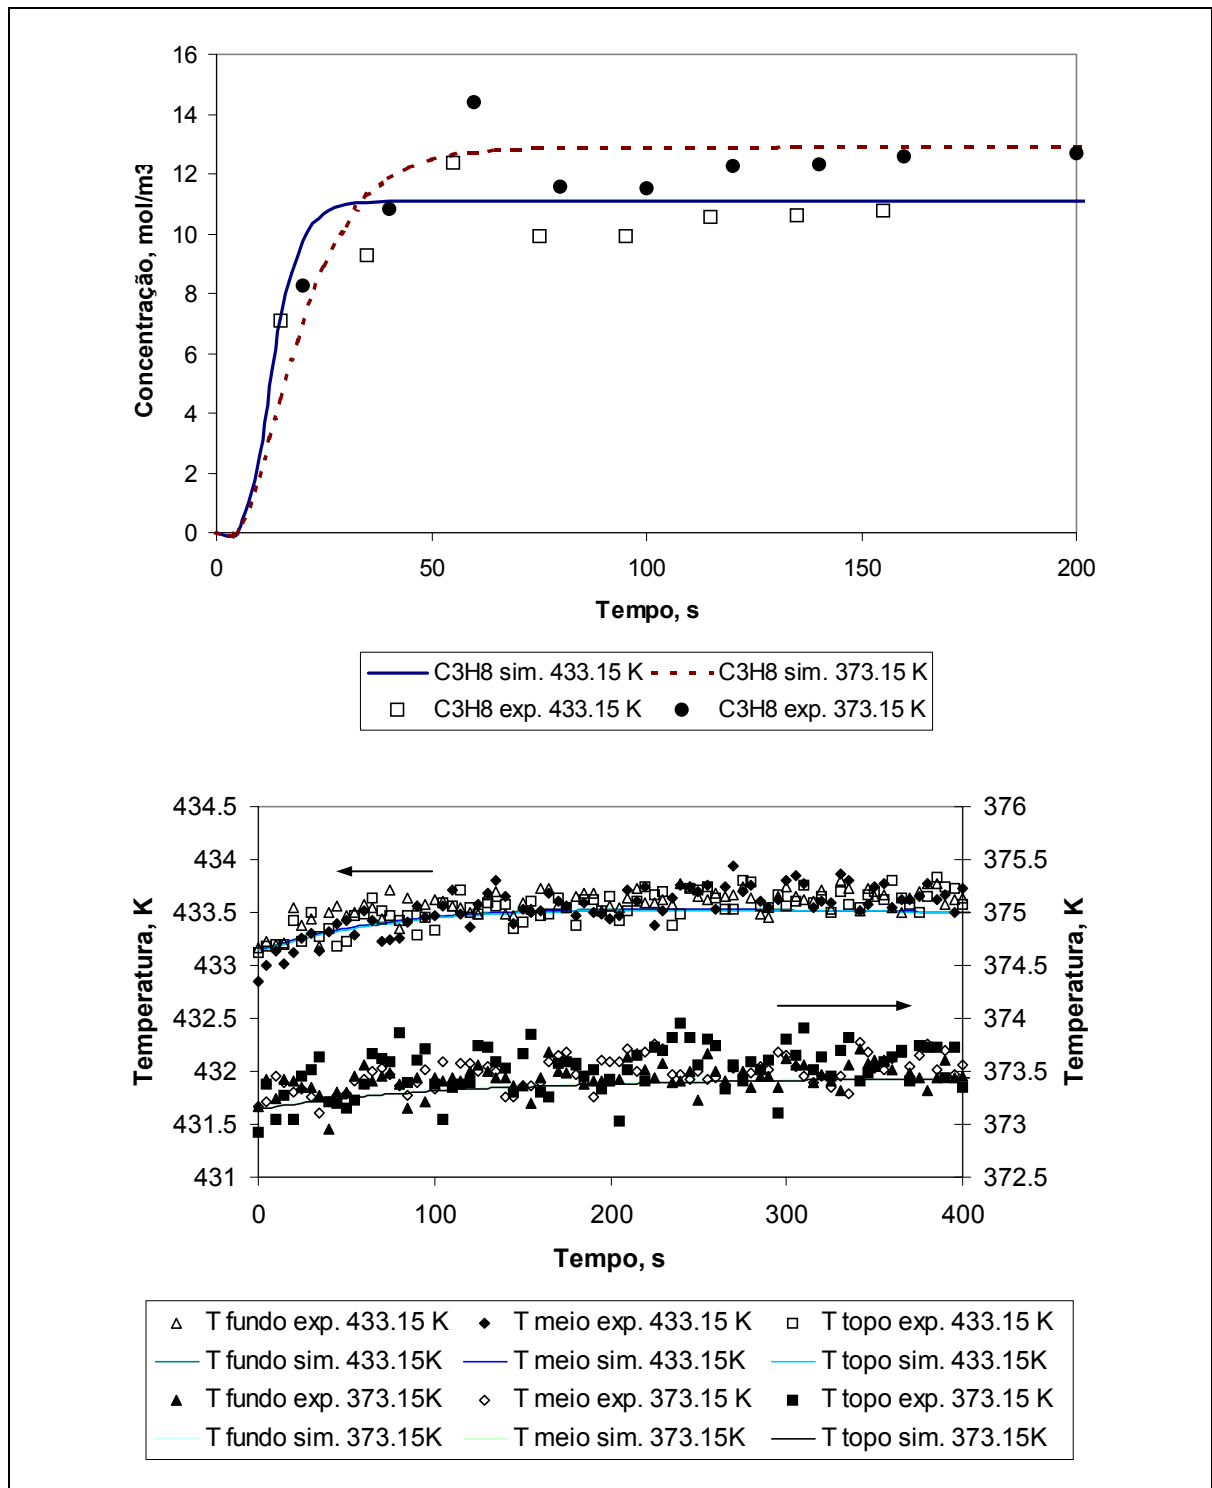 16
14
12
10
8
6
4
2
0
Concentração, mol/m3
0 50 100 150 200
Tempo, s
C3H8 sim. 433.15 K C3H8 sim. 373.15 K
C3H8 exp. 433.15 K C3H8 exp. 373.15 K
434.5 376
434 375.5
433.5 375
433 374.5
432.5 374
432 373.5
431.5 373
431 372.5
Temperatura, K
Temperatura, K
0 100 200 300 400
Tempo, s
T fundo exp. 433.15 K T meio exp. 433.15 K T topo exp. 433.15 K
T fundo sim. 433.15K T meio sim. 433.15K T topo sim. 433.15K
T fundo exp. 373.15K T meio exp. 373.15 K T topo exp. 373.15 K
T fundo sim. 373.15K T meio sim. 373.15K T topo sim. 373.15K